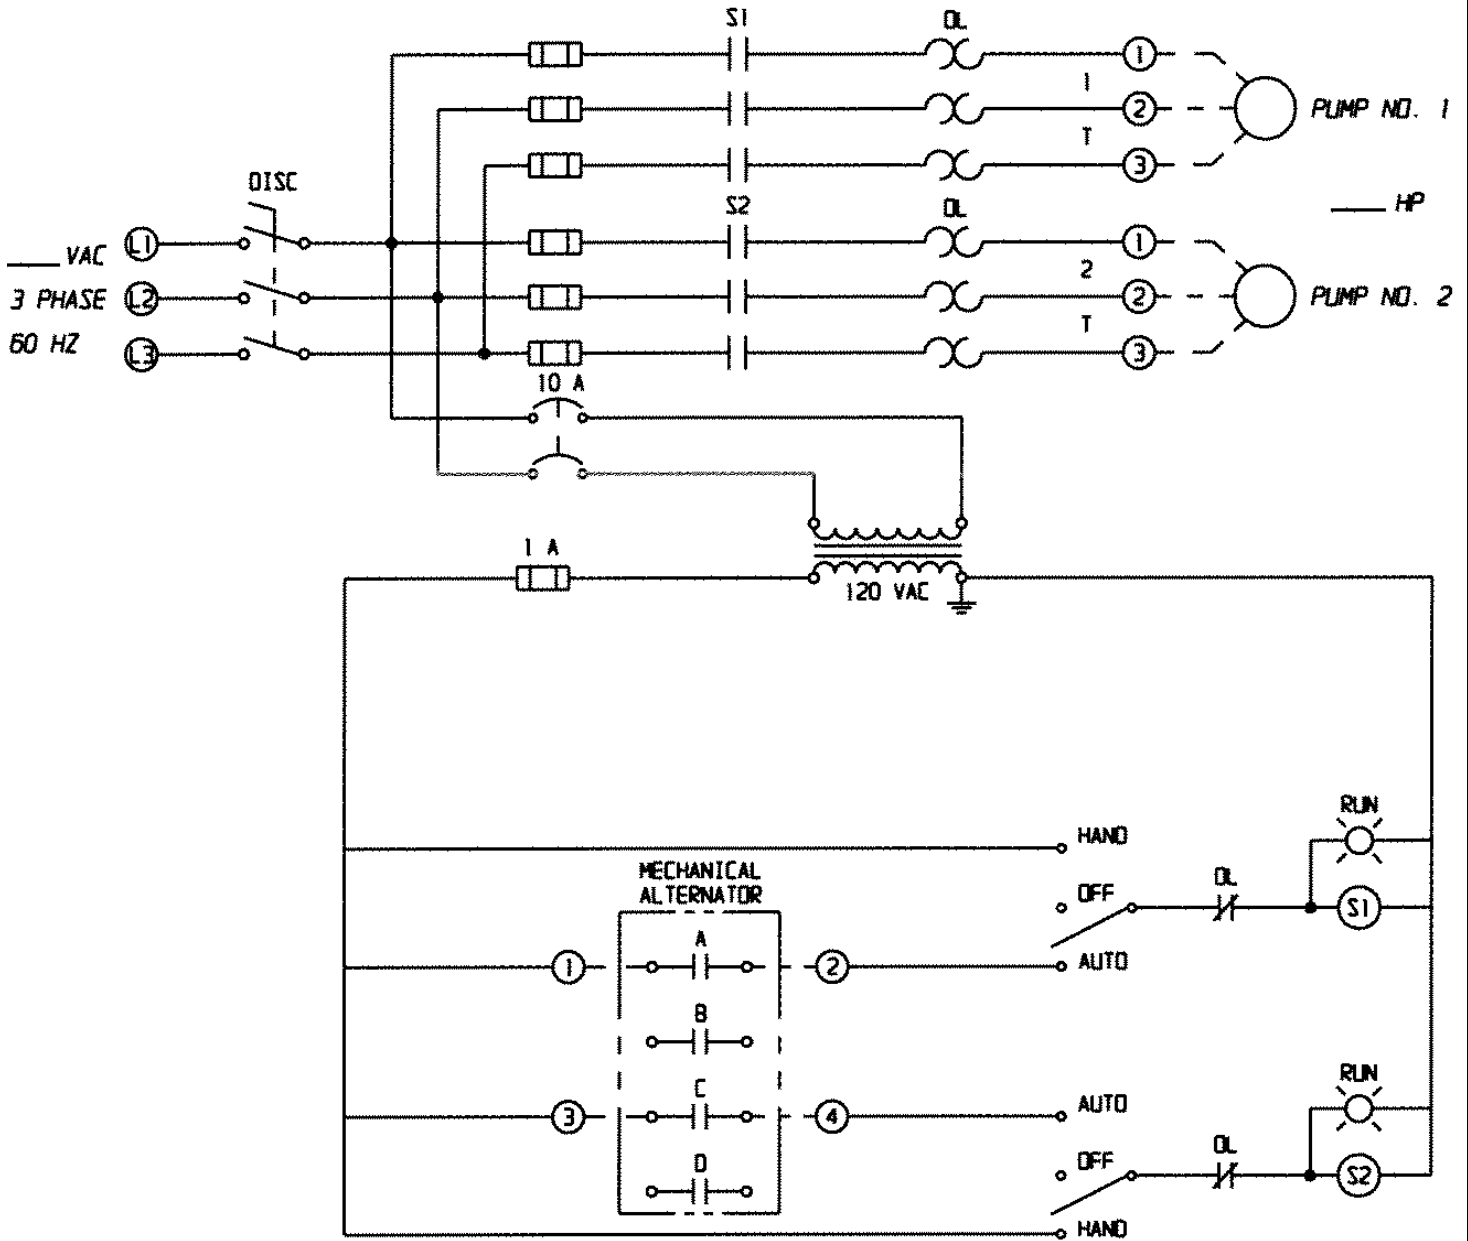 S1
OL
1
1
2
PUMP NO. 1
T
3
DISC
S2
OL
____ HP
____ VAC
L1
1
2
3 PHASE
L2
2
PUMP NO. 2
T
60 HZ
L3
3
10 A
1 A
120 VAC
RUN
HAND
MECHANICAL
ALTERNATOR
OFF
OL
S1
A
1
2
AUTO
B
RUN
C
AUTO
3
4
OL
D
OFF
S2
HAND